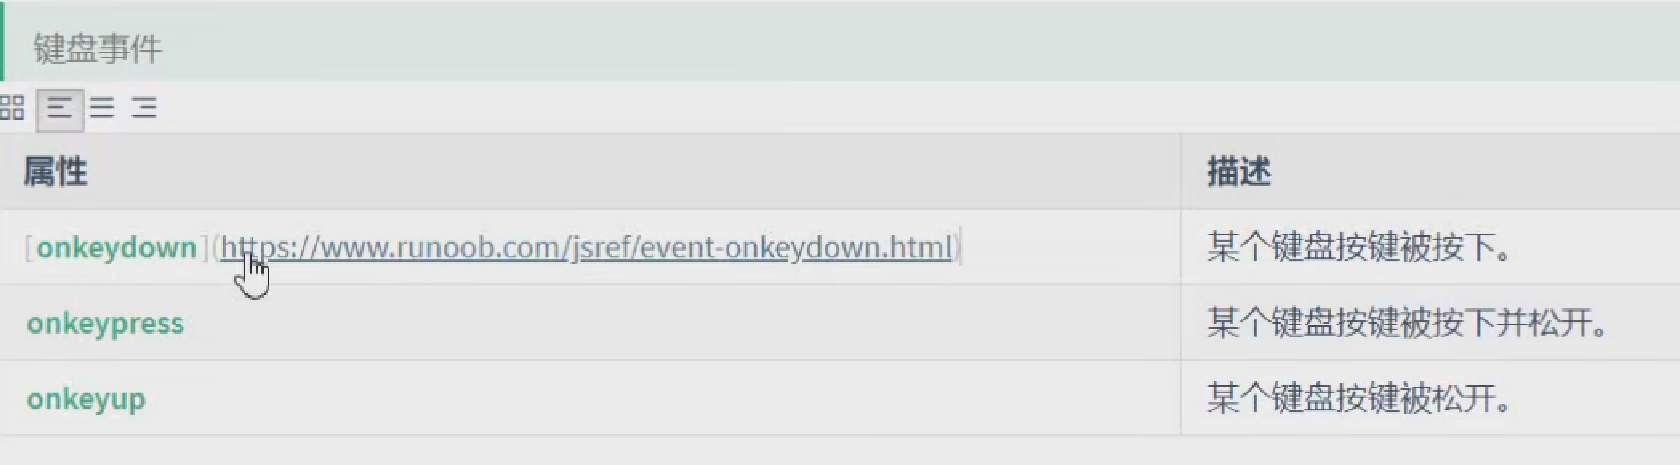 键盘事件
属性 描述
[onkeydown](https://www.runoob.com/jsref/event-onkeydown.html) 某个键盘按键被按下。
onkeypress 某个键盘按键被按下并松开。
onkeyup 某个键盘按键被松开。